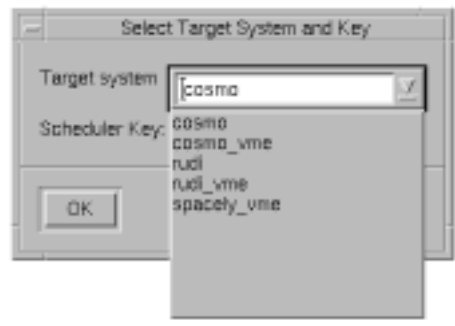 Select Target System and Key
Target system
cosmo
Scheduler Key:
cosmo
cosmo_vme
rudi
rudi_vme
spacely_vme
OK